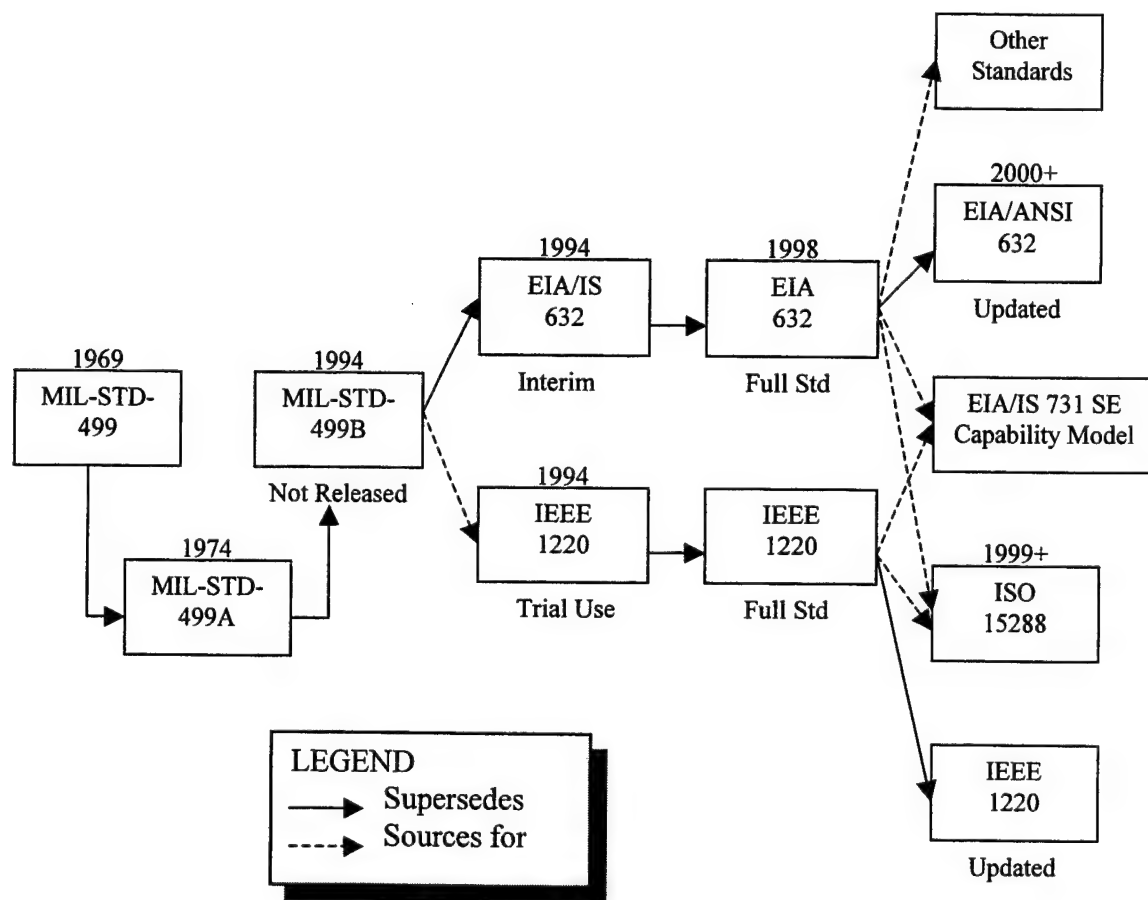 1969
MIL-STD-
499
1974
MIL-STD-
499A
1994
MIL-STD-
499B
Not Released
1994
EIA/IS
632
Interim
1994
IEEE
1220
Trial Use
1998
EIA
632
Full Std
IEEE
1220
Full Std
Other
Standards
2000+
EIA/ANSI
632
Updated
EIA/IS 731 SE
Capability Model
1999+
ISO
15288
IEEE
1220
Updated
LEGEND
Supersedes
Sources for